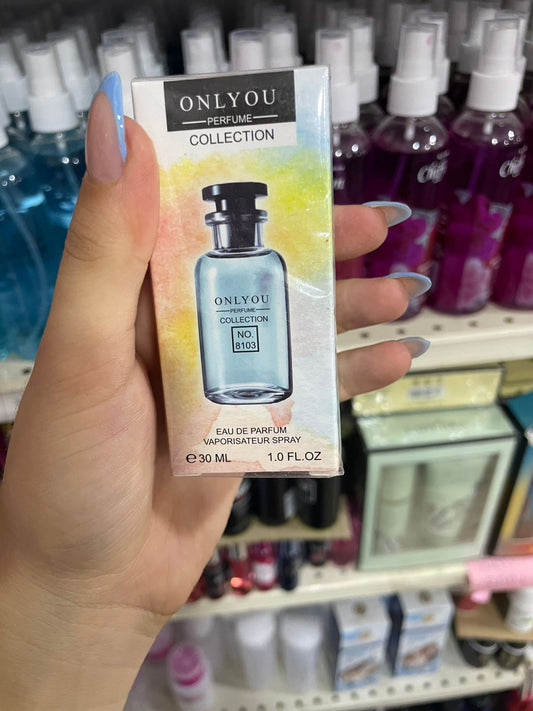 ONLYOU
PERFUME
COLLECTION
ONLYOU
PERFUME
COLLECTION
NO.
8103
EAU DE PARFUM
VAPORISATEUR SPRAY
℮ 30 ML 1.0 FL.OZ